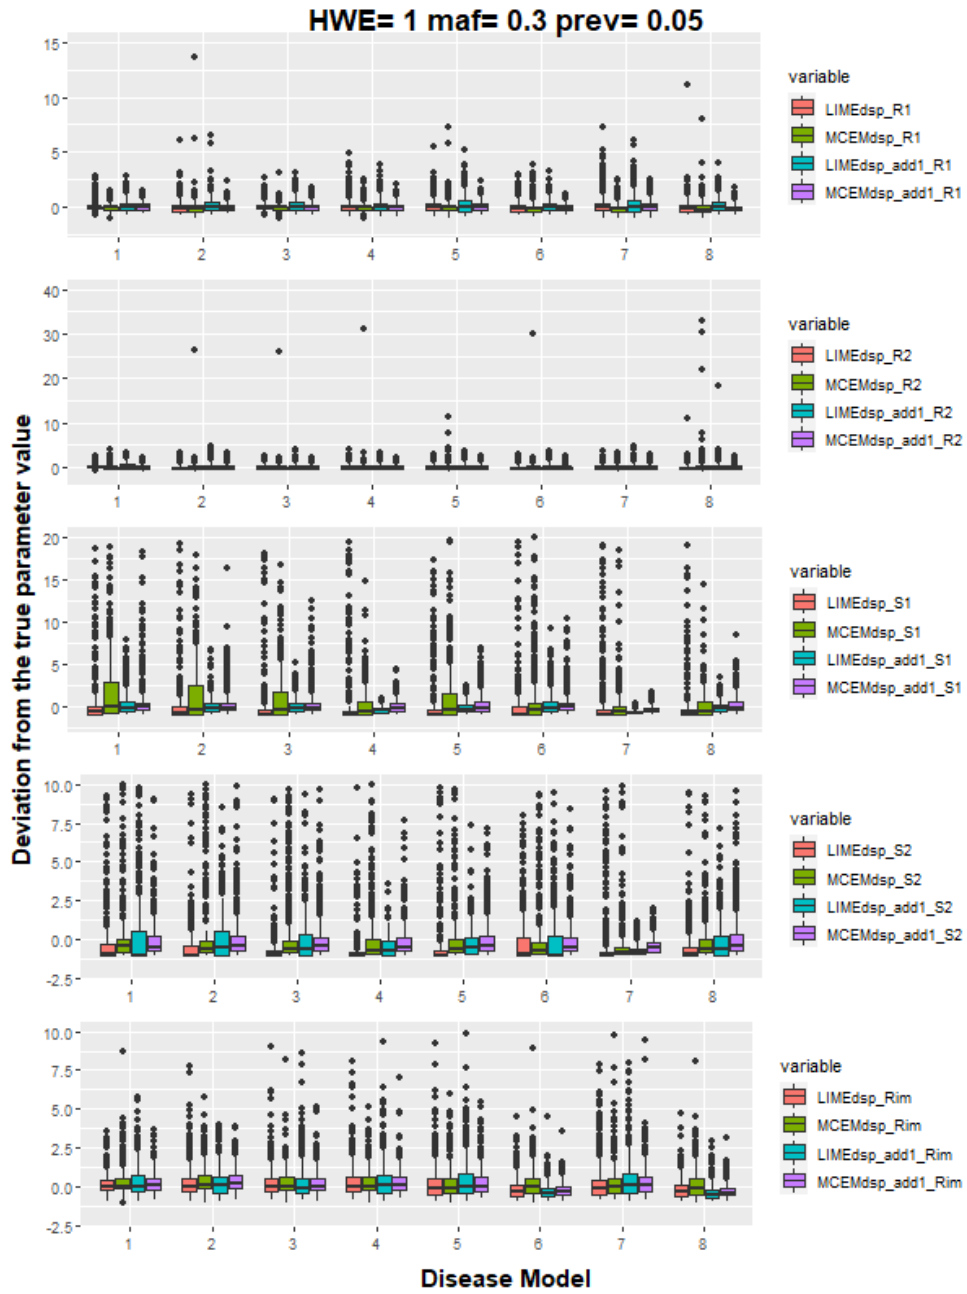 HWE= 1 maf= 0.3 prev= 0.05
Deviation from the true parameter value
15
10
5
0
1 2 3 4 5 6 7 8
variable
LIMEdsp_R1
MCEMdsp_R1
LIMEdsp_add1_R1
MCEMdsp_add1_R1
40
30
20
10
0
1 2 3 4 5 6 7 8
variable
LIMEdsp_R2
MCEMdsp_R2
LIMEdsp_add1_R2
MCEMdsp_add1_R2
20
15
10
5
0
1 2 3 4 5 6 7 8
variable
LIMEdsp_S1
MCEMdsp_S1
LIMEdsp_add1_S1
MCEMdsp_add1_S1
10.0
7.5
5.0
2.5
0.0
-2.5
1 2 3 4 5 6 7 8
variable
LIMEdsp_S2
MCEMdsp_S2
LIMEdsp_add1_S2
MCEMdsp_add1_S2
10.0
7.5
5.0
2.5
0.0
-2.5
1 2 3 4 5 6 7 8
variable
LIMEdsp_Rim
MCEMdsp_Rim
LIMEdsp_add1_Rim
MCEMdsp_add1_Rim
Disease Model